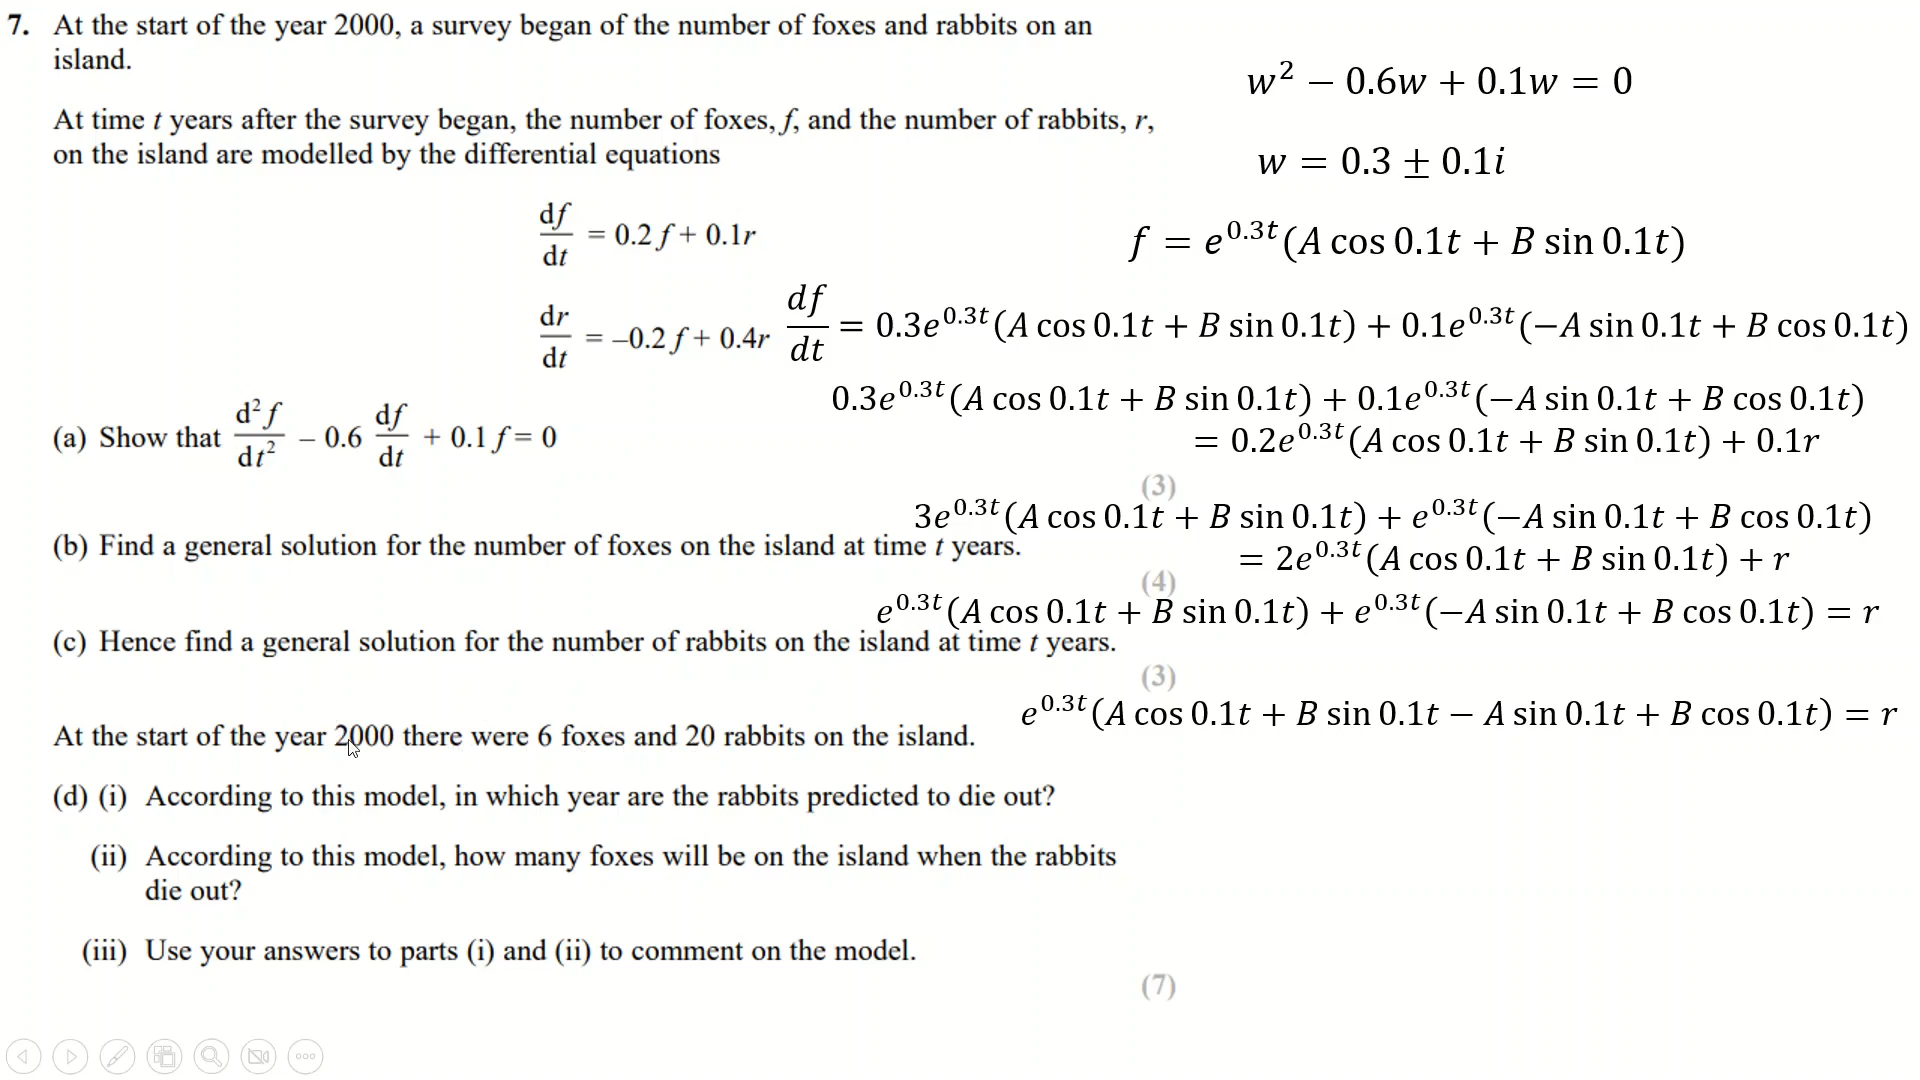 7. At the start of the year 2000, a survey began of the number of foxes and rabbits on an
island.
At time t years after the survey began, the number of foxes, f, and the number of rabbits, r,
on the island are modelled by the differential equations
df/dt = 0.2f + 0.1r
dr/dt = –0.2f + 0.4r
(a) Show that d²f/dt² – 0.6 df/dt + 0.1f = 0
(3)
(b) Find a general solution for the number of foxes on the island at time t years.
(4)
(c) Hence find a general solution for the number of rabbits on the island at time t years.
(3)
At the start of the year 2000 there were 6 foxes and 20 rabbits on the island.
(d) (i) According to this model, in which year are the rabbits predicted to die out?
(ii) According to this model, how many foxes will be on the island when the rabbits
die out?
(iii) Use your answers to parts (i) and (ii) to comment on the model.
(7)
w² − 0.6w + 0.1w = 0
w = 0.3 ± 0.1i
f = e^{0.3t}(A cos 0.1t + B sin 0.1t)
df/dt = 0.3e^{0.3t}(A cos 0.1t + B sin 0.1t) + 0.1e^{0.3t}(−A sin 0.1t + B cos 0.1t)
0.3e^{0.3t}(A cos 0.1t + B sin 0.1t) + 0.1e^{0.3t}(−A sin 0.1t + B cos 0.1t)
= 0.2e^{0.3t}(A cos 0.1t + B sin 0.1t) + 0.1r
3e^{0.3t}(A cos 0.1t + B sin 0.1t) + e^{0.3t}(−A sin 0.1t + B cos 0.1t)
= 2e^{0.3t}(A cos 0.1t + B sin 0.1t) + r
e^{0.3t}(A cos 0.1t + B sin 0.1t) + e^{0.3t}(−A sin 0.1t + B cos 0.1t) = r
e^{0.3t}(A cos 0.1t + B sin 0.1t − A sin 0.1t + B cos 0.1t) = r